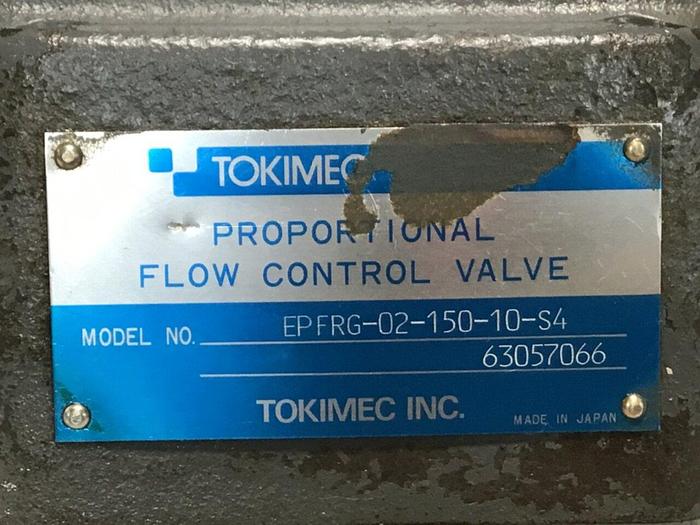 TOKIMEC
PROPORTIONAL
FLOW CONTROL VALVE
MODEL NO. EPFRG-02-150-10-S4
63057066
TOKIMEC INC.
MADE IN JAPAN